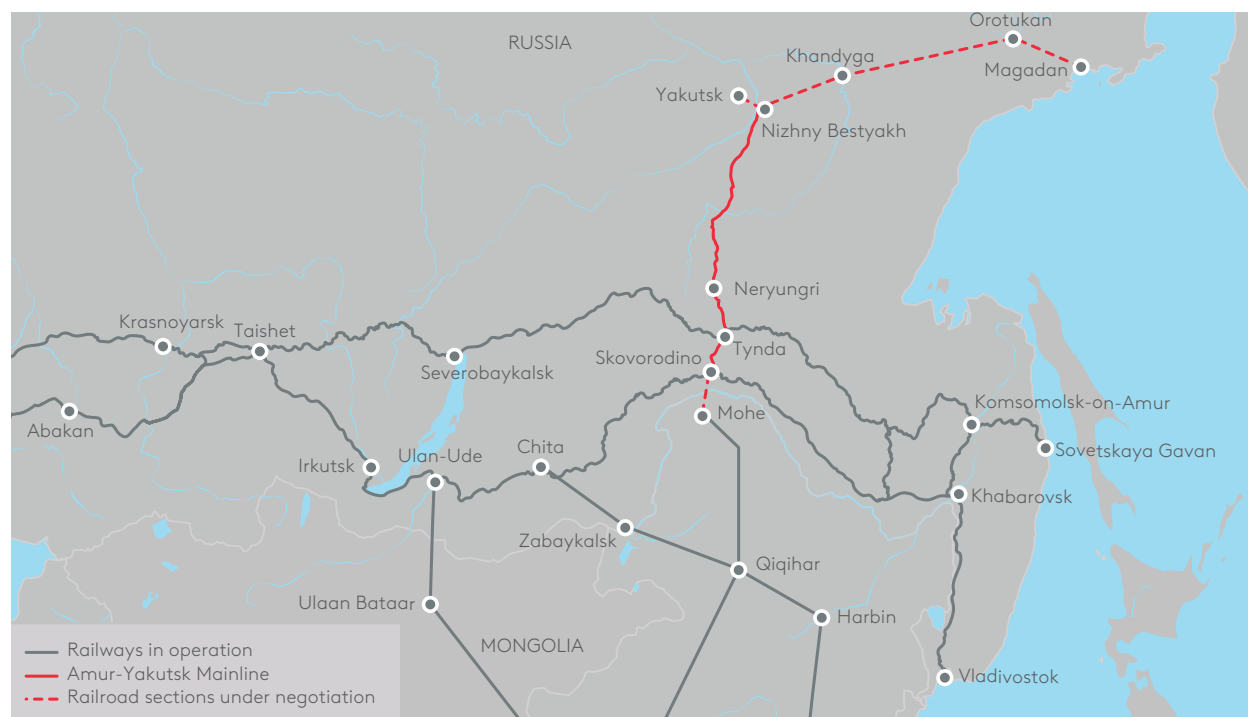 Orotukan
RUSSIA
Khandyga
Magadan
Yakutsk
Nizhny Bestyakh
Neryungri
Krasnoyarsk
Taishet
Tynda
Skovorodino
Severobaykalsk
Komsomolsk-on-Amur
Mohe
Abakan
Chita
Sovetskaya Gavan
Ulan-Ude
Irkutsk
Khabarovsk
Zabaykalsk
Qiqihar
Ulaan Bataar
Harbin
MONGOLIA
Railways in operation
Amur-Yakutsk Mainline
Vladivostok
Railroad sections under negotiation